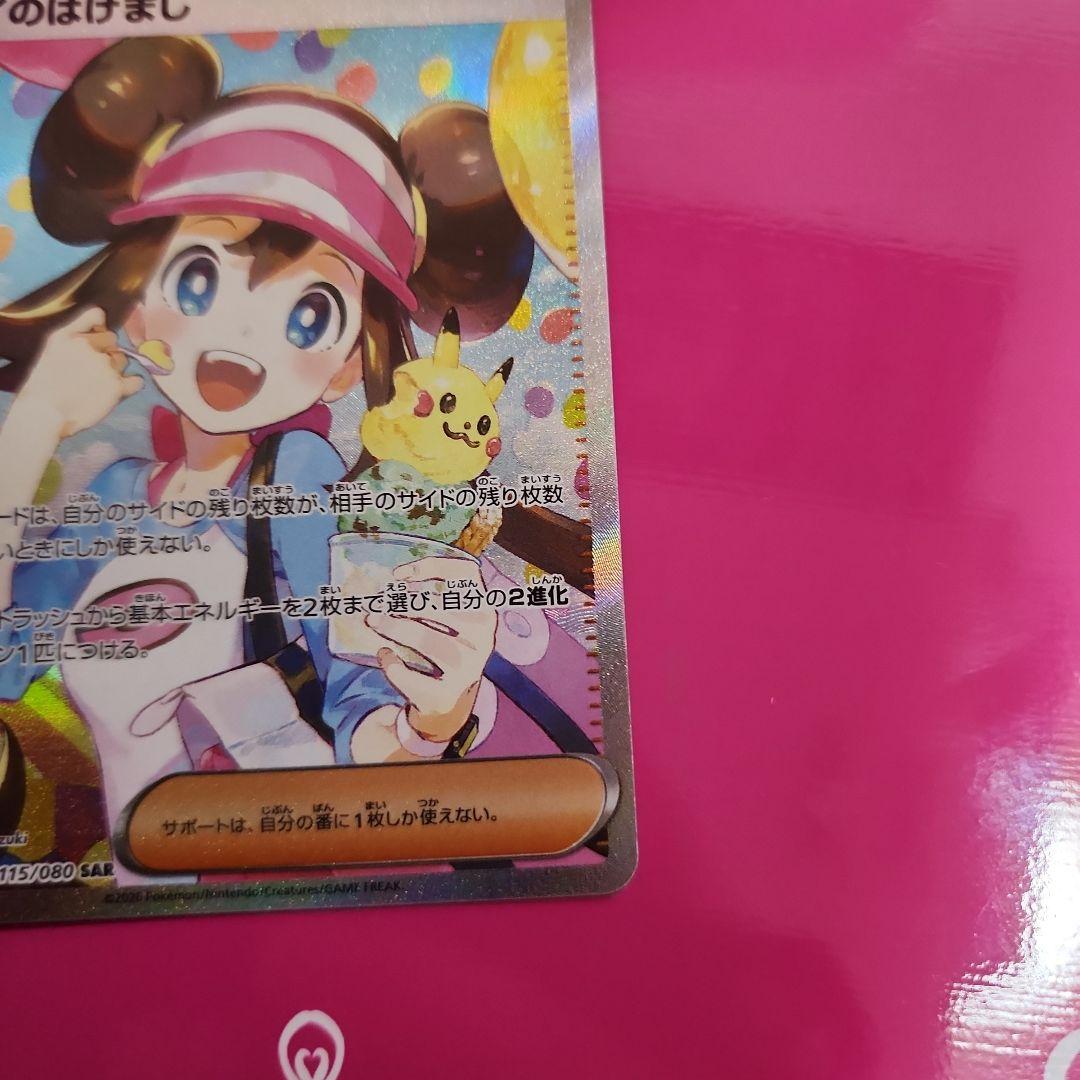 のはげまし
ードは、自分のサイドの残り枚数が、相手のサイドの残り枚数
いときにしか使えない。
トラッシュから基本エネルギーを2枚まで選び、自分の2進化
ン1匹につける。
サポートは、自分の番に1枚しか使えない。
zuki
115/080 SAR
©2026 Pokémon/Nintendo/Creatures/GAME FREAK.